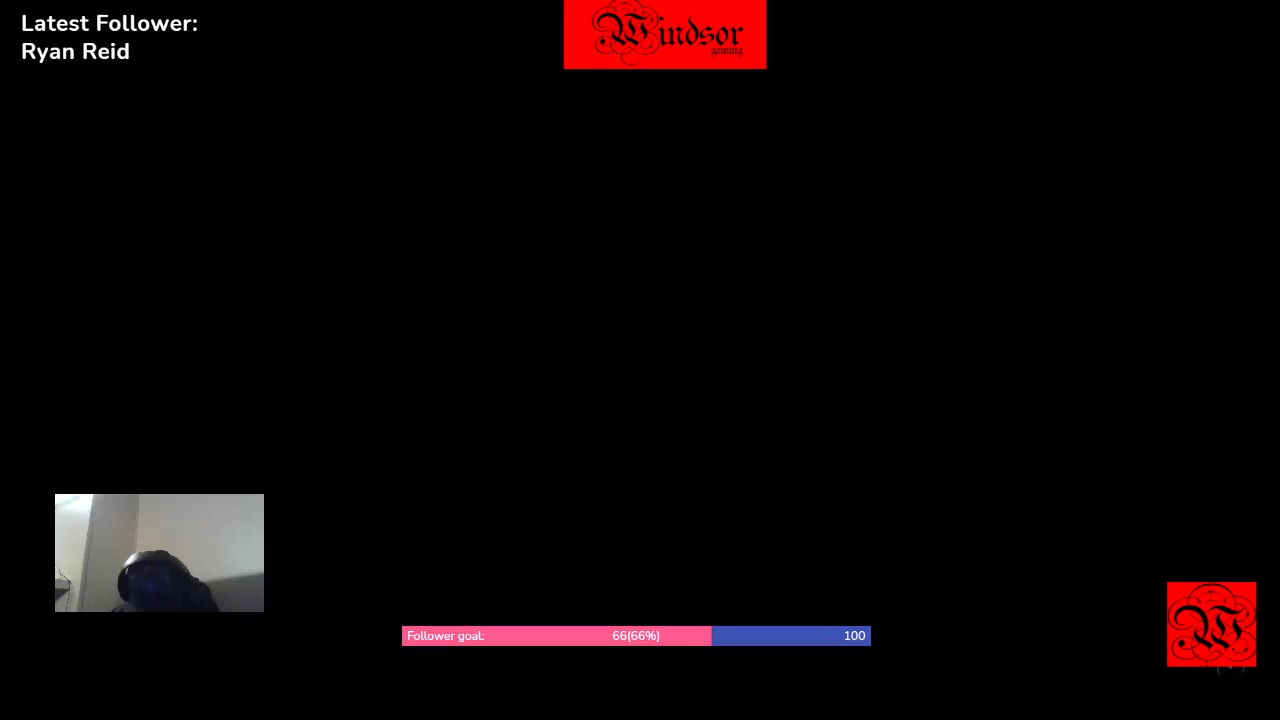 Latest Follower:
Ryan Reid
Windsor
gaming
Follower goal: 66(66%) 100
W